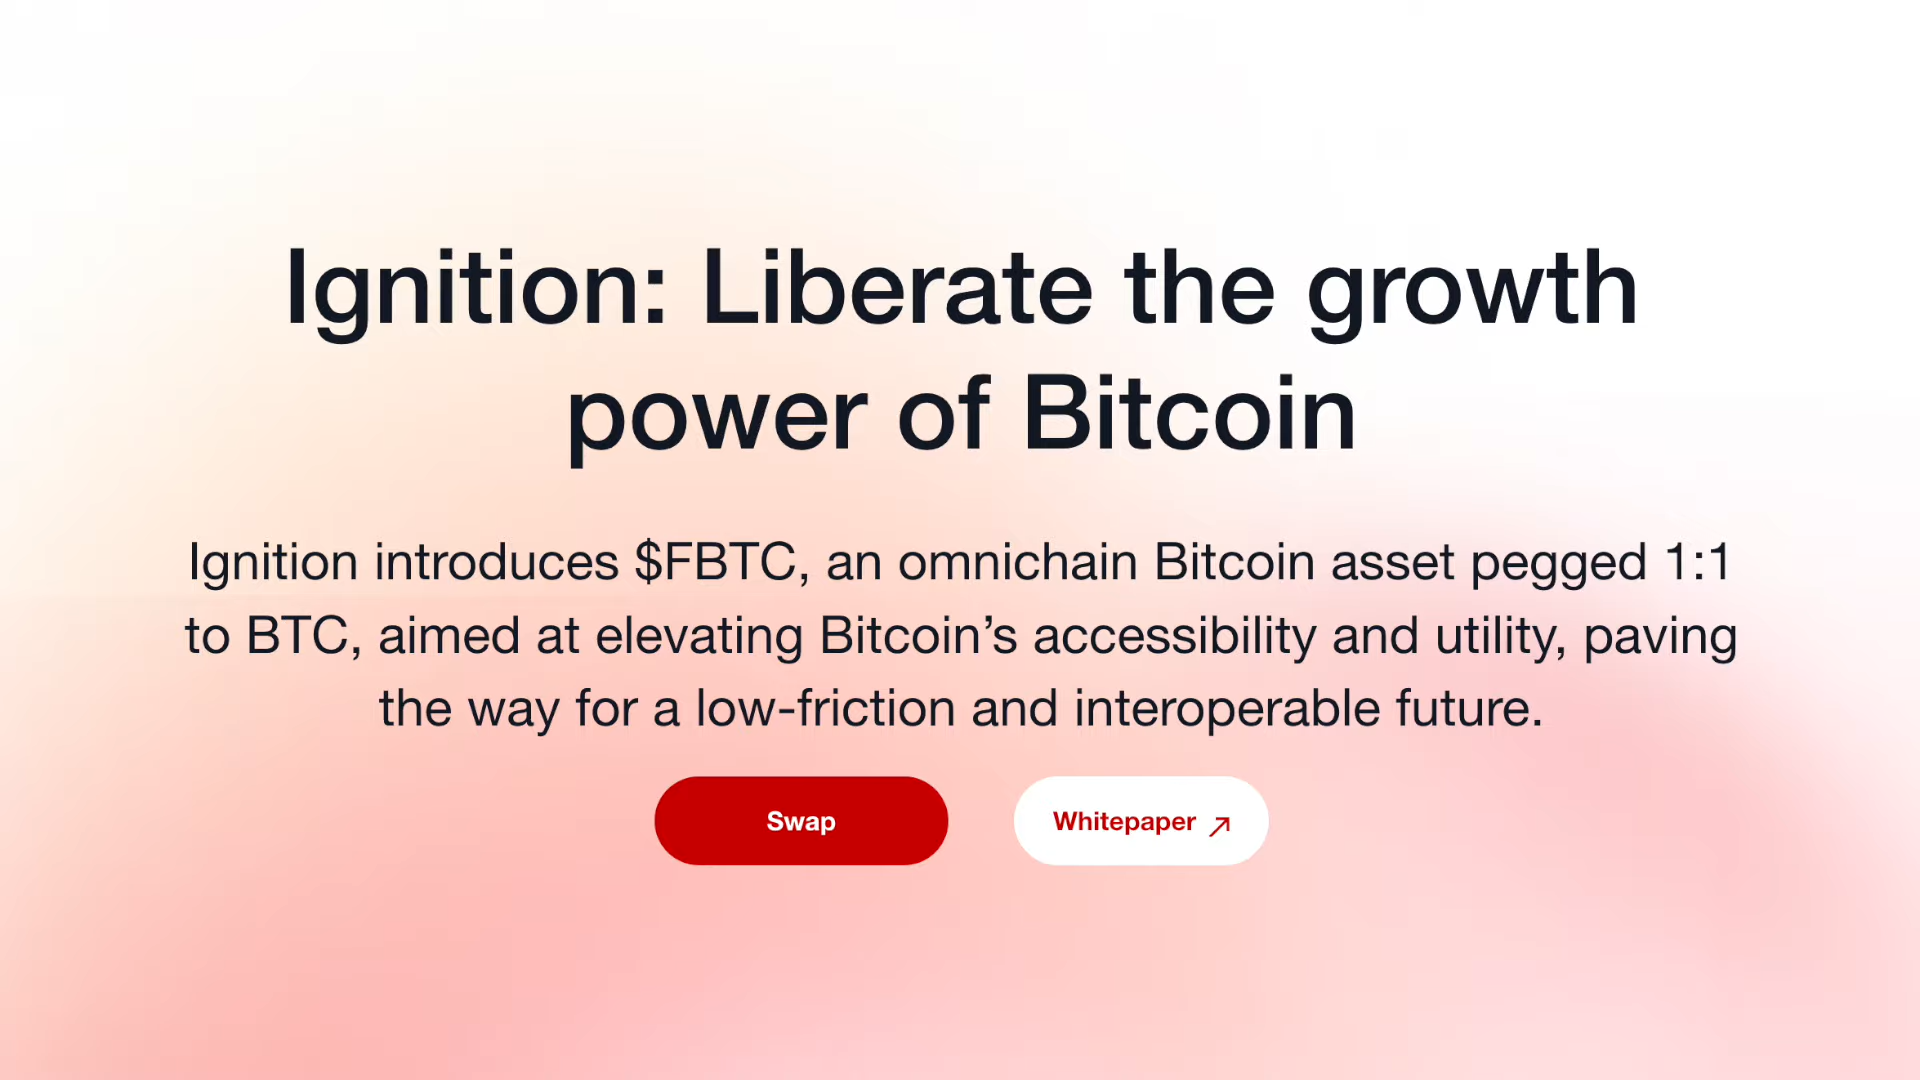 Ignition: Liberate the growth
power of Bitcoin
Ignition introduces $FBTC, an omnichain Bitcoin asset pegged 1:1
to BTC, aimed at elevating Bitcoin’s accessibility and utility, paving
the way for a low-friction and interoperable future.
Swap
Whitepaper